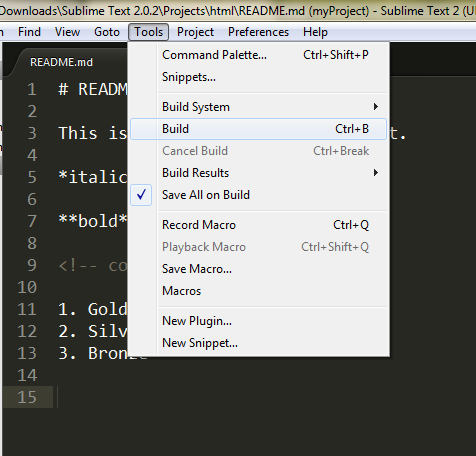 Downloads\Sublime Text 2.0.2\Projects\html\README.md (myProject) - Sublime Text 2 (U
Find View Goto Tools Project Preferences Help
README.md
Command Palette... Ctrl+Shift+P
Snippets...
Build System
Build Ctrl+B
Cancel Build Ctrl+Break
Build Results
Save All on Build
Record Macro Ctrl+Q
Playback Macro Ctrl+Shift+Q
Save Macro...
Macros
New Plugin...
New Snippet...
1 # READM
2
3 This is t.
4
5 *italic
6
7 **bold*
8
9 <!-- co
10
11 1. Gold
12 2. Silv
13 3. Bronze
14
15